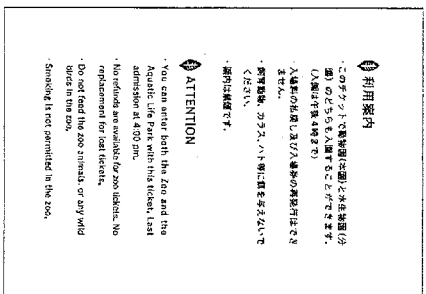 利用案内
・このチケットで動物園(本園)と水生物園(分
園)のどちらも入園することができます。
(入園は午後4時まで)
・入場料の払戻し及び入場券の再発行はでき
ません。
・飼育動物、カラス、ハト等に餌を与えないで
ください。
・園内は禁煙です。
ATTENTION
・You can enter both the Zoo and the
Aquatic Life Park with this ticket. Last
admission at 4:00 pm.
・No refunds are available for zoo tickets. No
replacement for lost tickets.
・Do not feed the zoo animals, or any wild
birds in the zoo.
・Smoking is not permitted in the zoo.